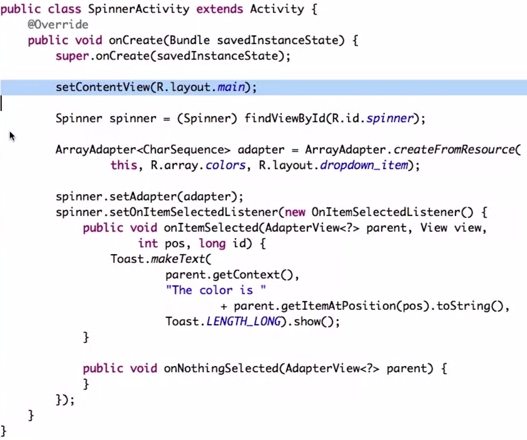 public class SpinnerActivity extends Activity {
@Override
public void onCreate(Bundle savedInstanceState) {
super.onCreate(savedInstanceState);
setContentView(R.layout.main);
Spinner spinner = (Spinner) findViewById(R.id.spinner);
ArrayAdapter<CharSequence> adapter = ArrayAdapter.createFromResource(
this, R.array.colors, R.layout.dropdown_item);
spinner.setAdapter(adapter);
spinner.setOnItemSelectedListener(new OnItemSelectedListener() {
public void onItemSelected(AdapterView<?> parent, View view,
int pos, long id) {
Toast.makeText(
parent.getContext(),
"The color is "
+ parent.getItemAtPosition(pos).toString(),
Toast.LENGTH_LONG).show();
}
public void onNothingSelected(AdapterView<?> parent) {
}
});
}
}